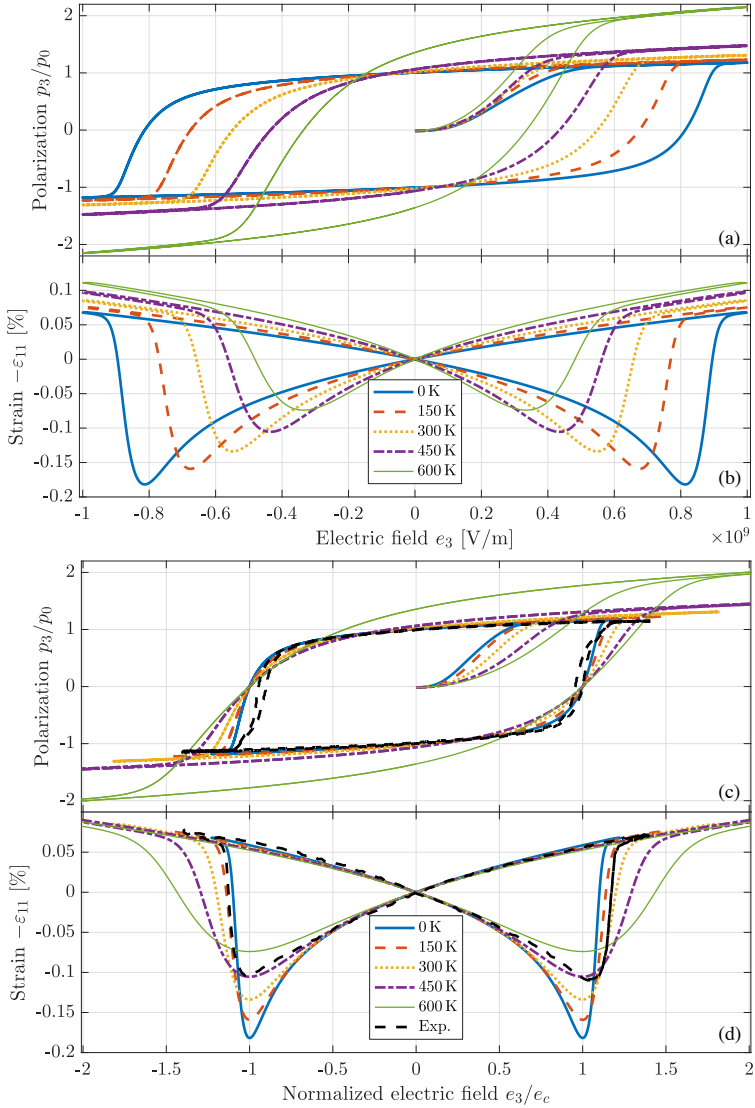 2
1
0
-1
-2
Polarization p₃/p₀
(a)
0.1
0.05
0
-0.05
-0.1
-0.15
-0.2
Strain −ε₁₁ [%]
0 K
150 K
300 K
450 K
600 K
(b)
-1 -0.8 -0.6 -0.4 -0.2 0 0.2 0.4 0.6 0.8 1
×10⁹
Electric field e₃ [V/m]
2
1
0
-1
-2
Polarization p₃/p₀
(c)
0.05
0
-0.05
-0.1
-0.15
-0.2
Strain −ε₁₁ [%]
0 K
150 K
300 K
450 K
600 K
Exp.
(d)
-2 -1.5 -1 -0.5 0 0.5 1 1.5 2
Normalized electric field e₃/e_c